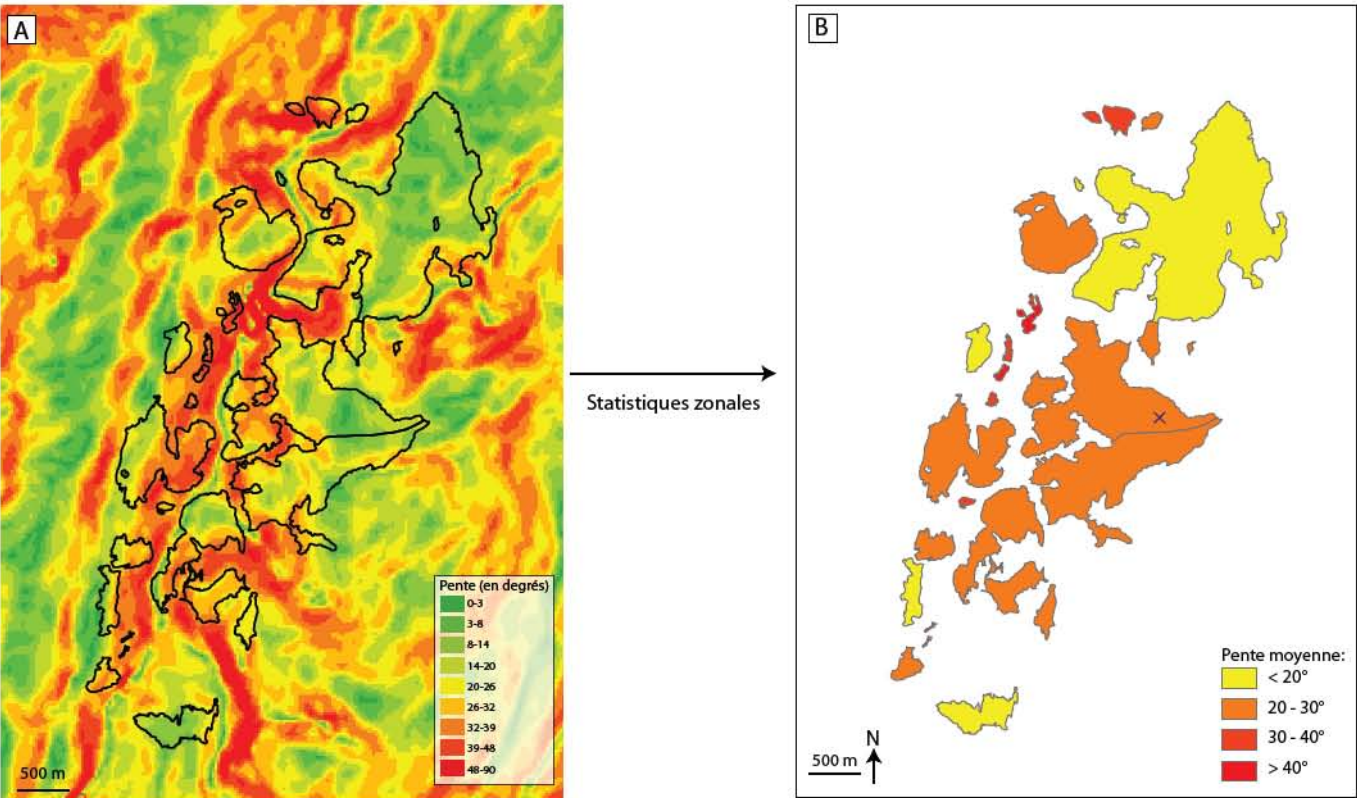 A
Pente (en degrés)
0-3
3-8
8-14
14-20
20-26
26-32
32-39
39-48
48-90
500 m
Statistiques zonales
B
Pente moyenne:
< 20°
20 - 30°
30 - 40°
> 40°
500 m
N